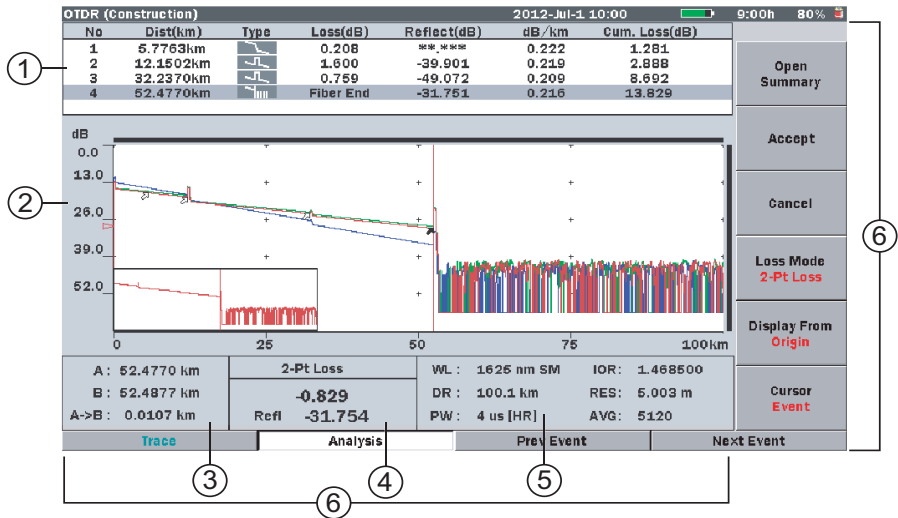 OTDR (Construction) 2012-Jul-1 10:00 9:00h 80%
No Dist(km) Type Loss(dB) Reflect(dB) dB/km Cum. Loss(dB)
1 5.7763km 0.208 **.*** 0.222 1.281
2 12.1502km 1.600 -39.901 0.219 2.888
3 32.2370km 0.759 -49.072 0.209 8.692
4 52.4770km Fiber End -31.751 0.216 13.829
1
Open
Summary
Accept
Cancel
Loss Mode
2-Pt Loss
Display From
Origin
Cursor
Event
6
dB
0.0
13.0
26.0
39.0
52.0
2
0 25 50 75 100km
A: 52.4770 km
B: 52.4877 km
A->B: 0.0107 km
2-Pt Loss
-0.829
Refl -31.754
WL: 1625 nm SM IOR: 1.468500
DR: 100.1 km RES: 5.003 m
PW: 4 us [HR] AVG: 5120
Trace Analysis Prev Event Next Event
3 4 5
6